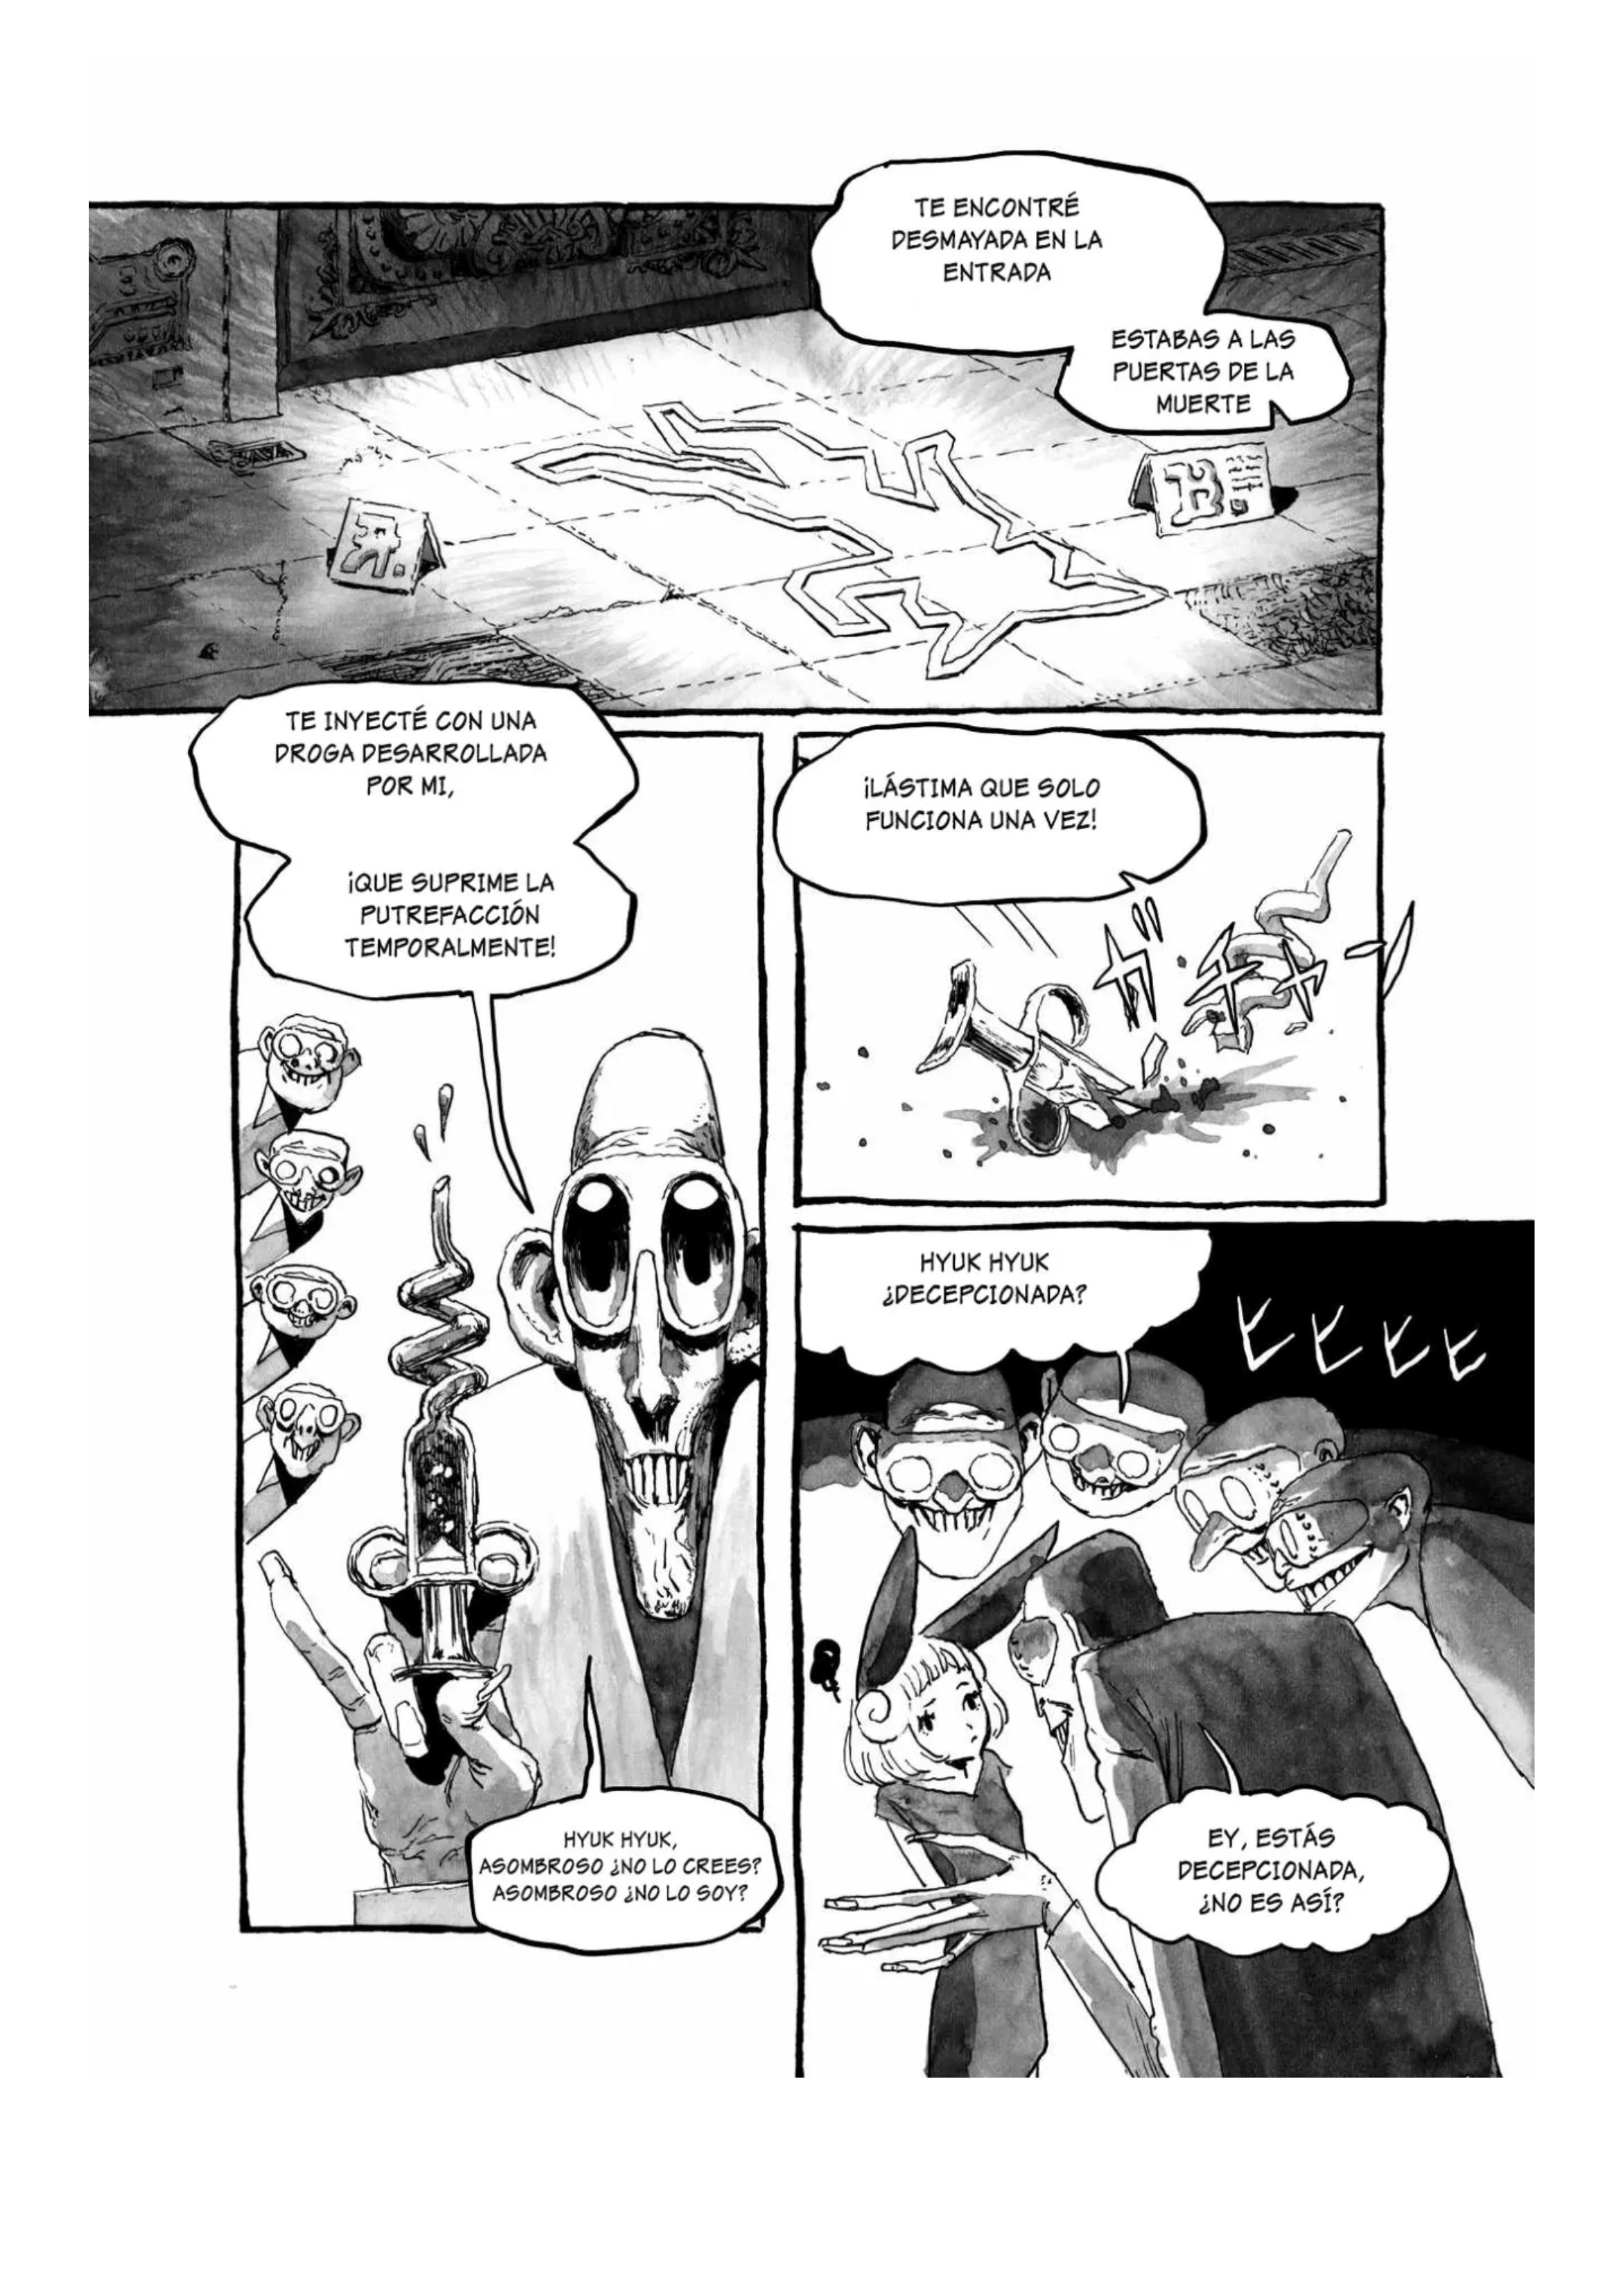 TE ENCONTRÉ
DESMAYADA EN LA
ENTRADA
ESTABAS A LAS
PUERTAS DE LA
MUERTE
TE INYECTÉ CON UNA
DROGA DESARROLLADA
POR MI,
¡QUE SUPRIME LA
PUTREFACCIÓN
TEMPORALMENTE!
HYUK HYUK,
ASOMBROSO ¿NO LO CREES?
ASOMBROSO ¿NO LO SOY?
¡LÁSTIMA QUE SOLO
FUNCIONA UNA VEZ!
ガチャーン
HYUK HYUK
¿DECEPCIONADA?
ヒヒヒヒ
EY, ESTÁS
DECEPCIONADA,
¿NO ES ASÍ?